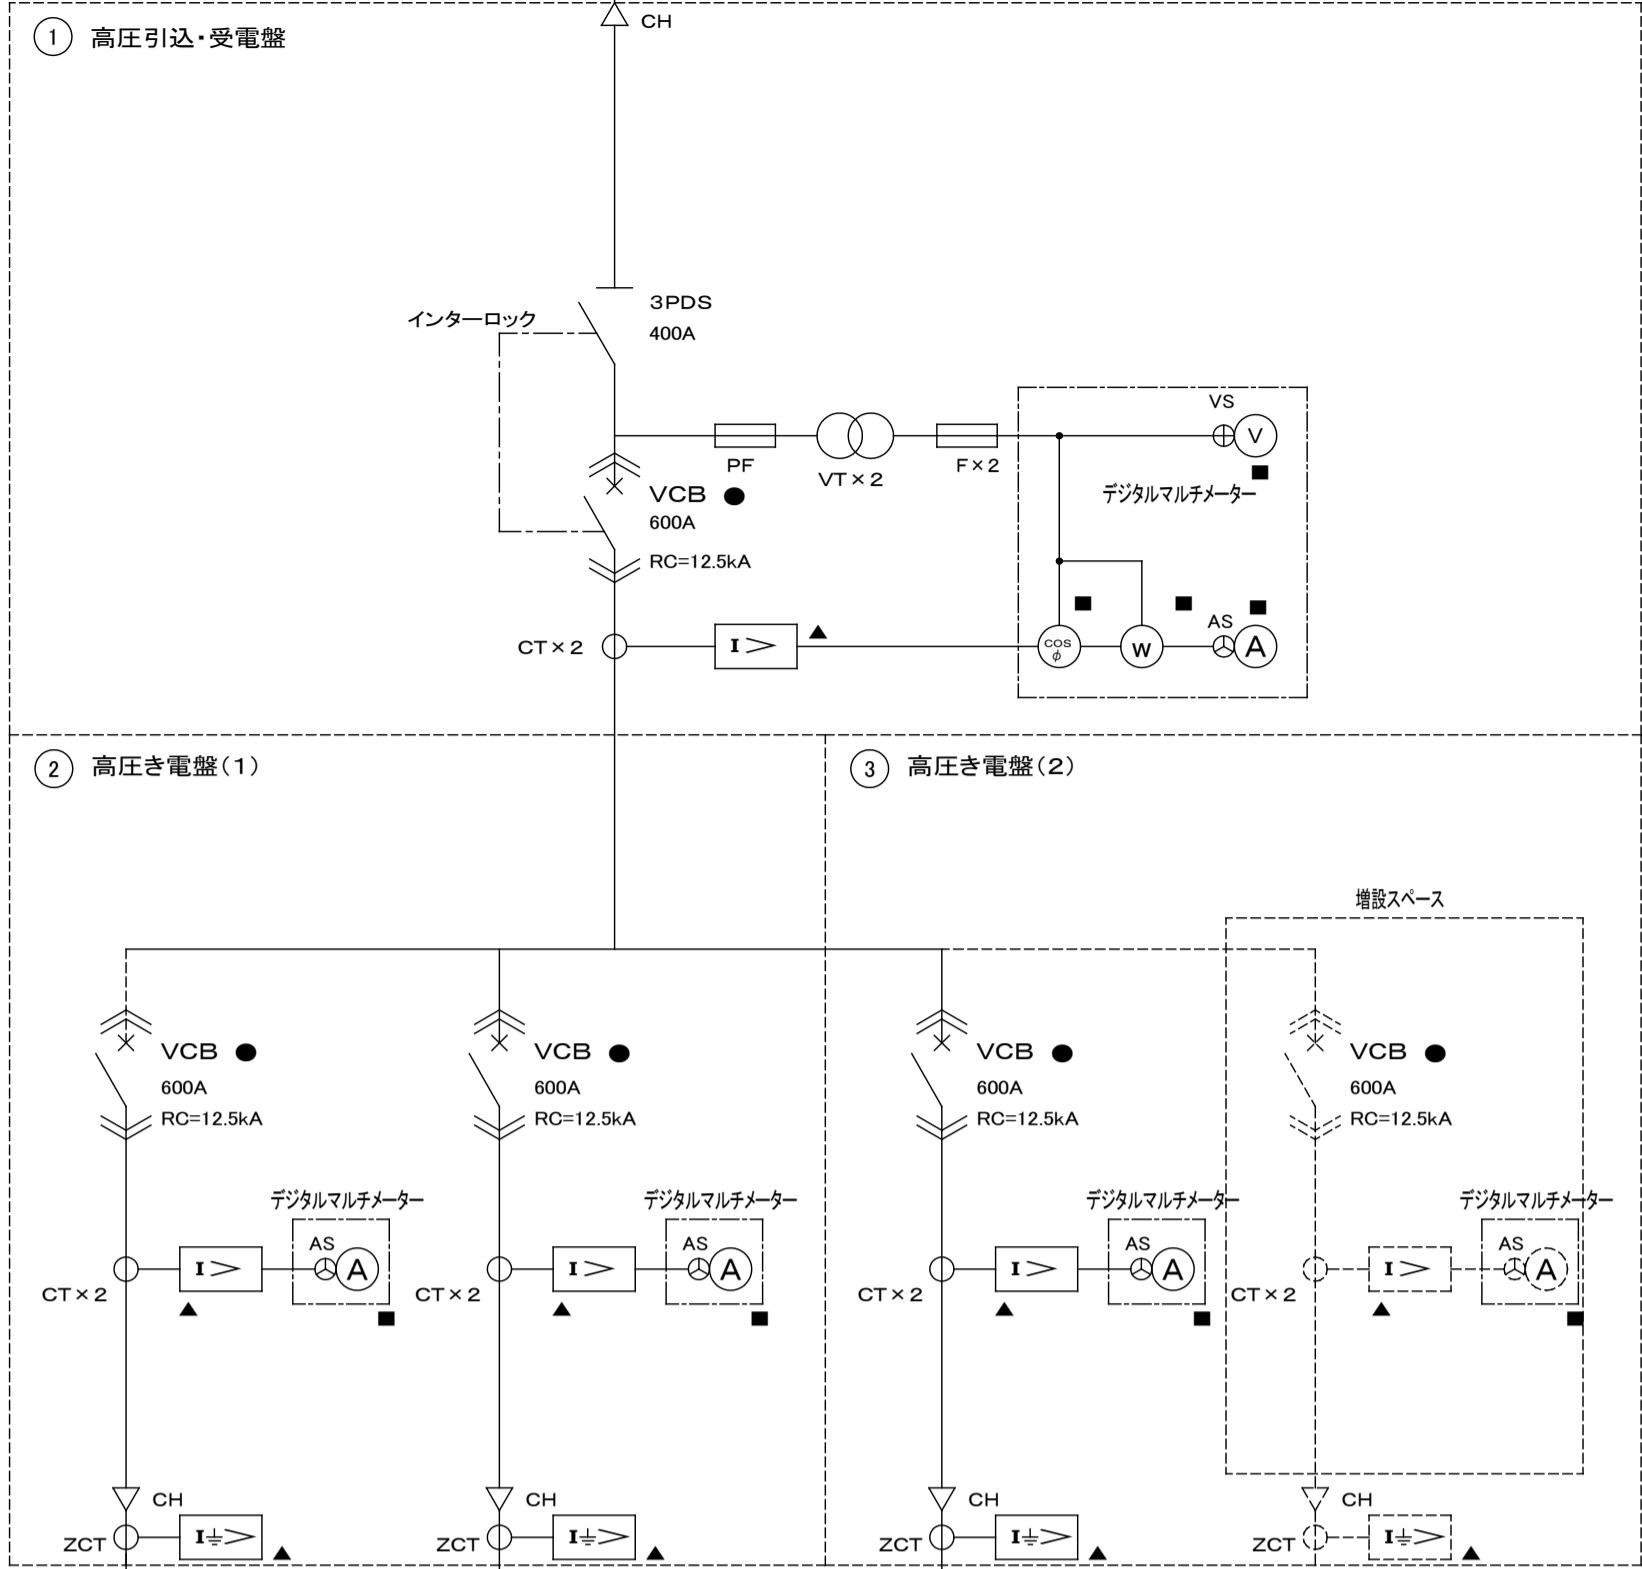 CH
1 高圧引込・受電盤
3PDS
インターロック
400A
VS
V
PF
VT×2
F×2
デジタルマルチメーター
VCB
600A
RC=12.5kA
AS
CT×2
I >
COS φ
W
A
2 高圧き電盤(1)
3 高圧き電盤(2)
増設スペース
VCB
600A
RC=12.5kA
VCB
600A
RC=12.5kA
VCB
600A
RC=12.5kA
VCB
600A
RC=12.5kA
デジタルマルチメーター
AS
I >
A
CT×2
デジタルマルチメーター
AS
I >
A
CT×2
デジタルマルチメーター
AS
I >
A
CT×2
デジタルマルチメーター
AS
I >
A
CT×2
CH
ZCT
I⏚>
CH
ZCT
I⏚>
CH
ZCT
I⏚>
CH
ZCT
I⏚>